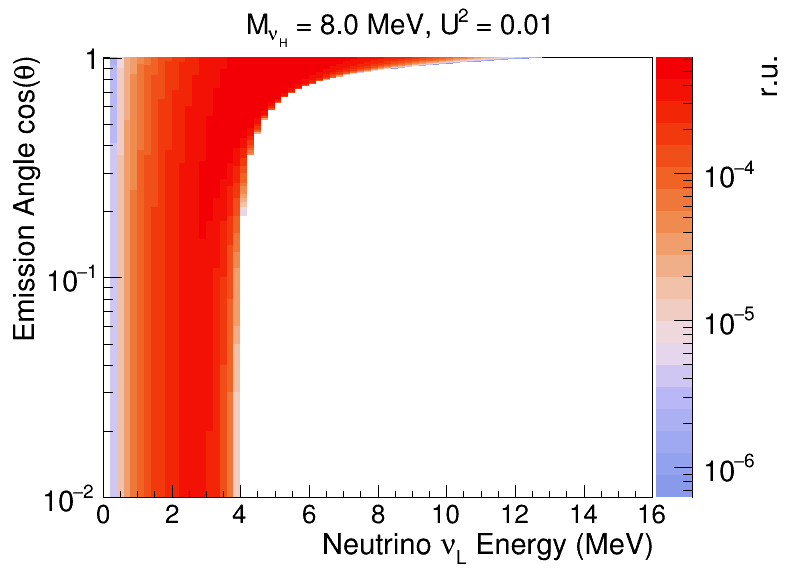 M_{ν_H} = 8.0 MeV, U² = 0.01
Emission Angle cos(θ)
r.u.
1
10⁻¹
10⁻²
10⁻⁴
10⁻⁵
10⁻⁶
0 2 4 6 8 10 12 14 16
Neutrino ν_L Energy (MeV)